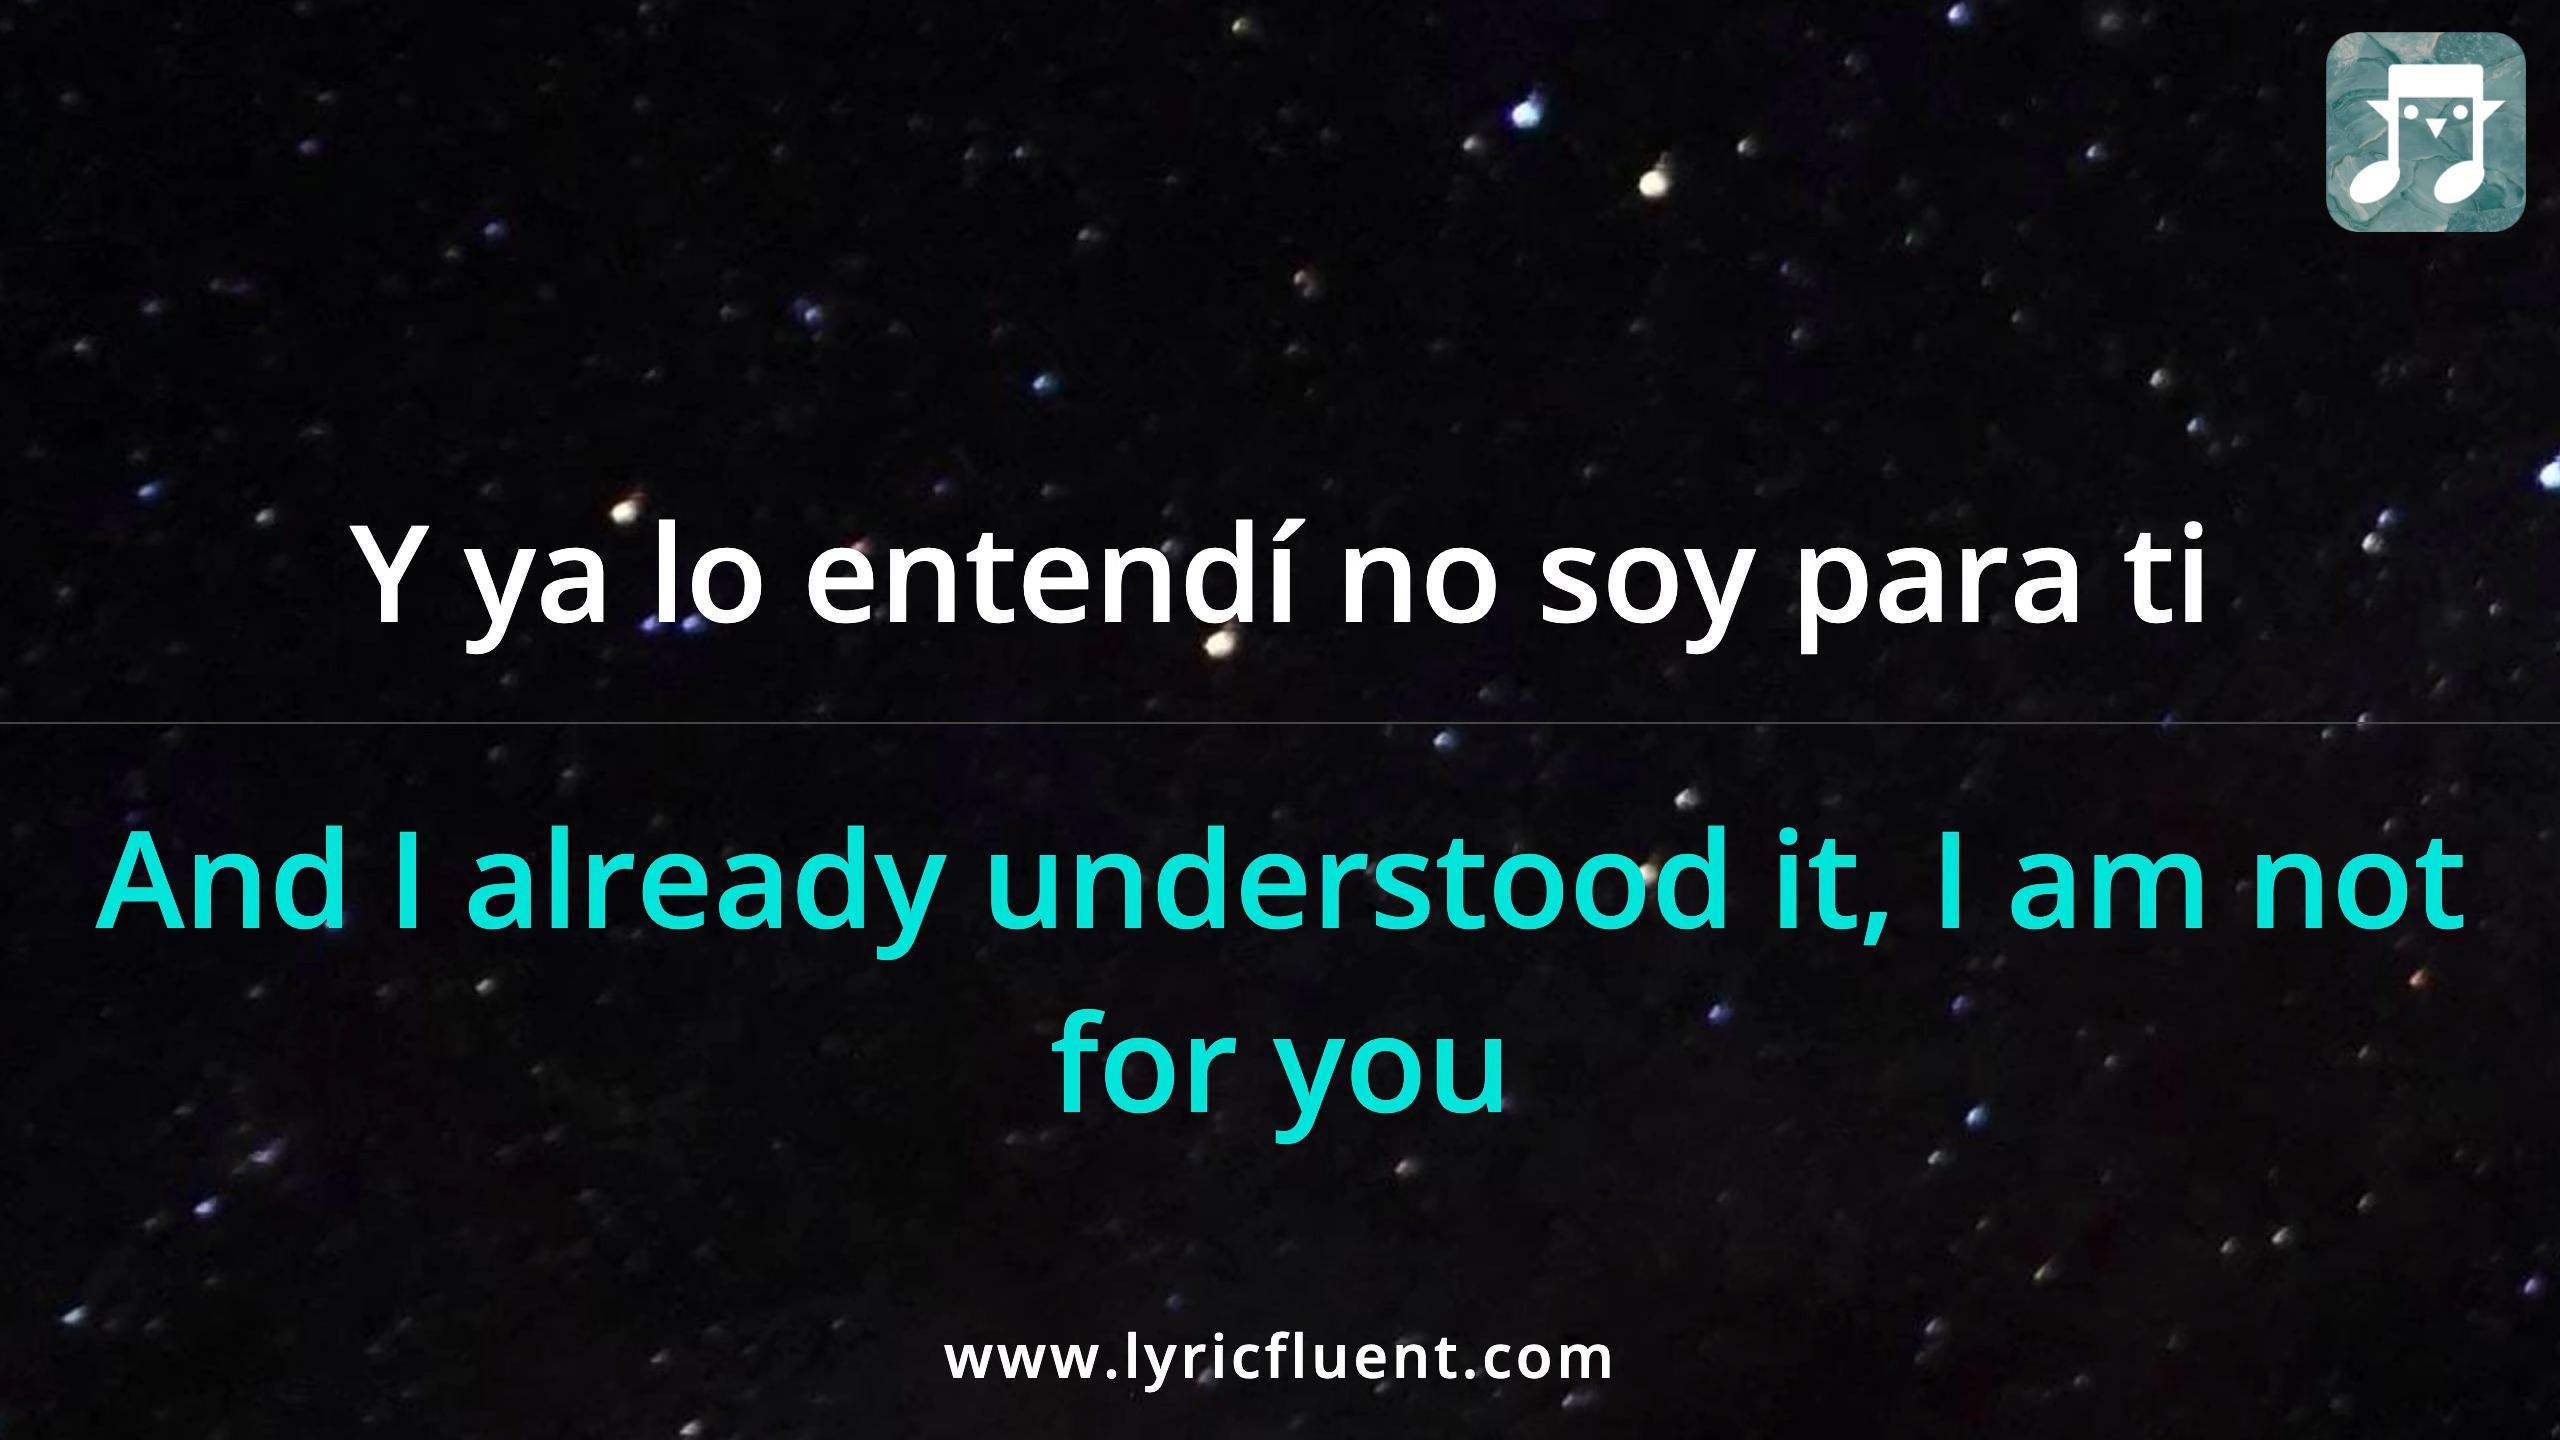 Y ya lo entendí no soy para ti
And I already understood it, I am not
for you
www.lyricfluent.com